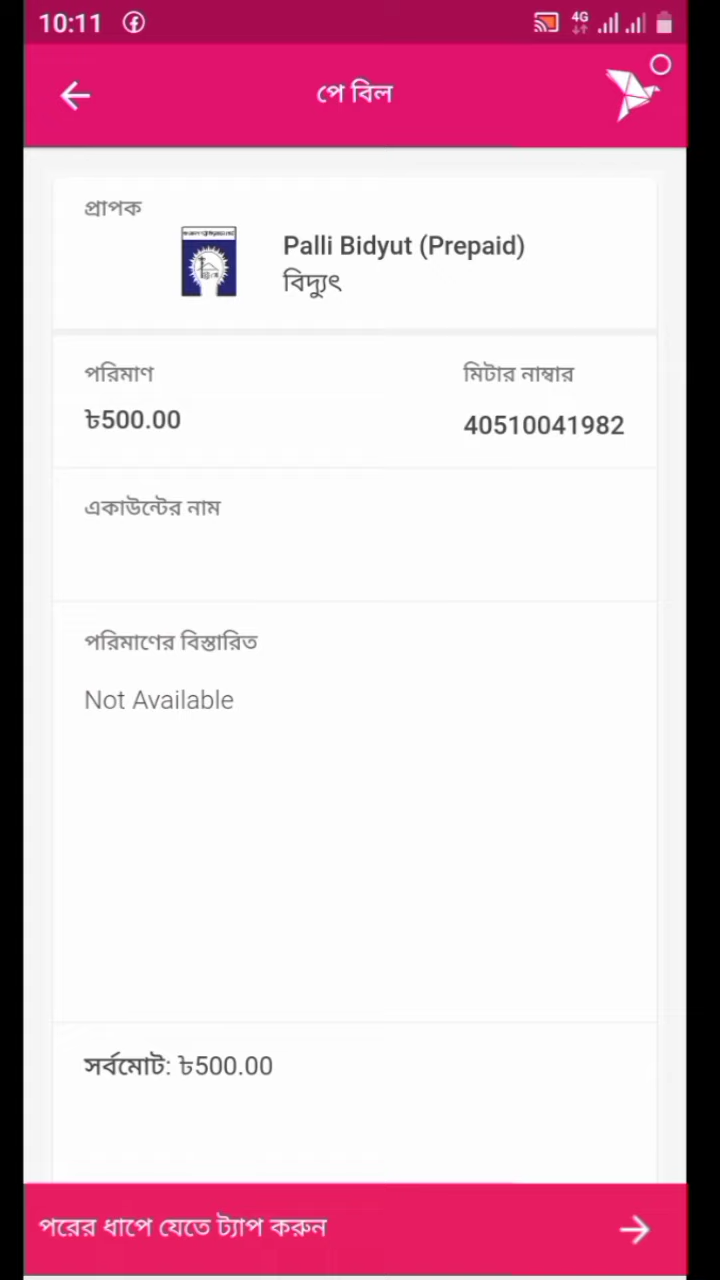 10:11
4G
পে বিল
প্রাপক
Palli Bidyut (Prepaid)
বিদ্যুৎ
পরিমাণ
৳500.00
মিটার নাম্বার
40510041982
একাউন্টের নাম
পরিমাণের বিস্তারিত
Not Available
সর্বমোট: ৳500.00
পরের ধাপে যেতে ট্যাপ করুন